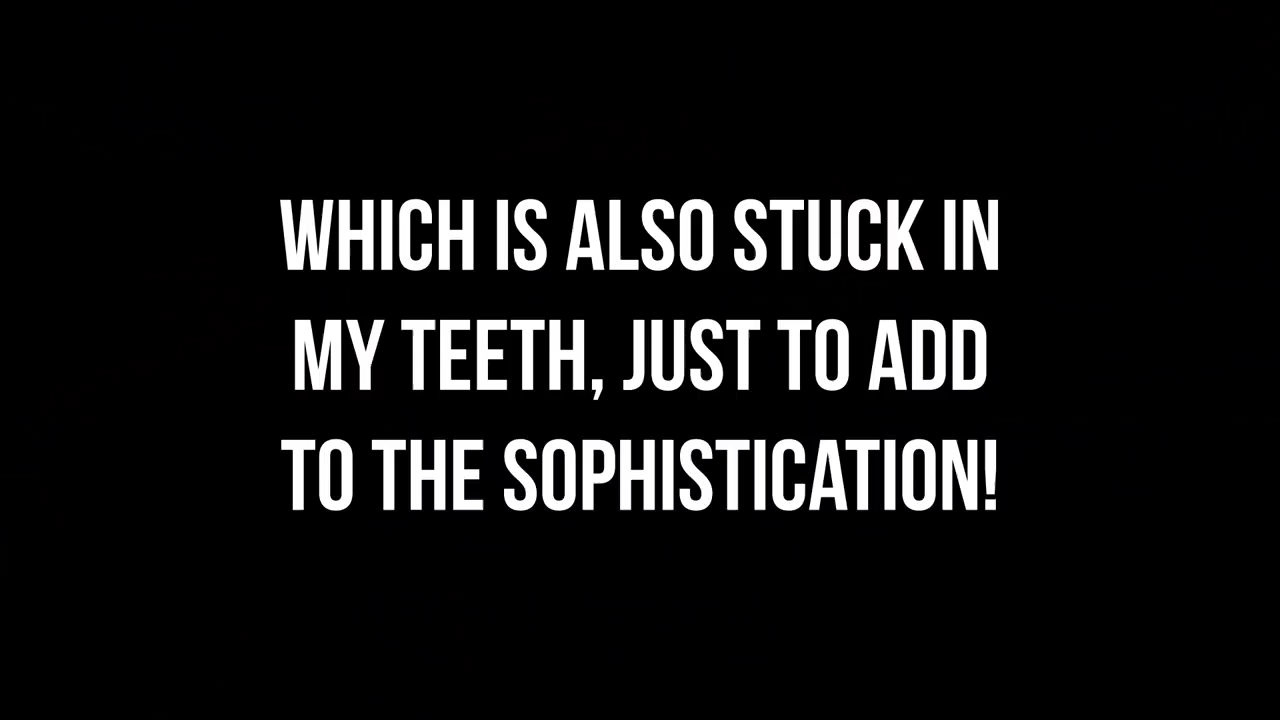 WHICH IS ALSO STUCK IN
MY TEETH, JUST TO ADD
TO THE SOPHISTICATION!